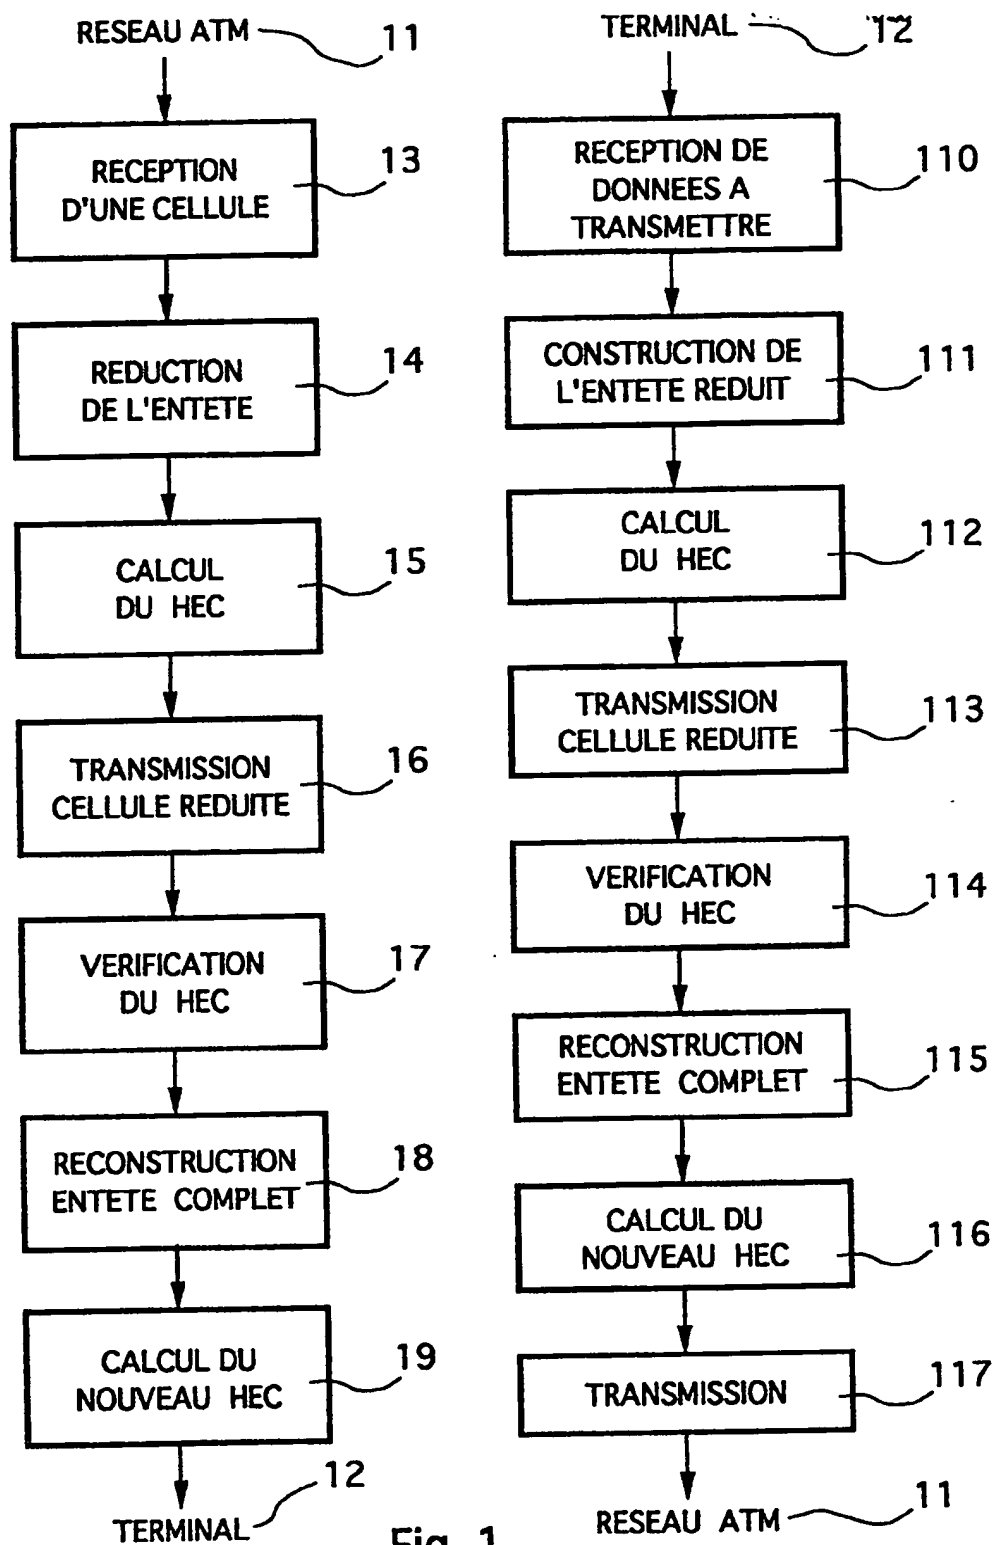 RESEAU ATM 11
RECEPTION
D'UNE CELLULE
13
REDUCTION
DE L'ENTETE
14
CALCUL
DU HEC
15
TRANSMISSION
CELLULE REDUITE
16
VERIFICATION
DU HEC
17
RECONSTRUCTION
ENTETE COMPLET
18
CALCUL DU
NOUVEAU HEC
19
12
TERMINAL
TERMINAL 12
RECEPTION DE
DONNEES A
TRANSMETTRE
110
CONSTRUCTION DE
L'ENTETE REDUIT
111
CALCUL
DU HEC
112
TRANSMISSION
CELLULE REDUITE
113
VERIFICATION
DU HEC
114
RECONSTRUCTION
ENTETE COMPLET
115
CALCUL DU
NOUVEAU HEC
116
TRANSMISSION
117
RESEAU ATM 11
Fig. 1